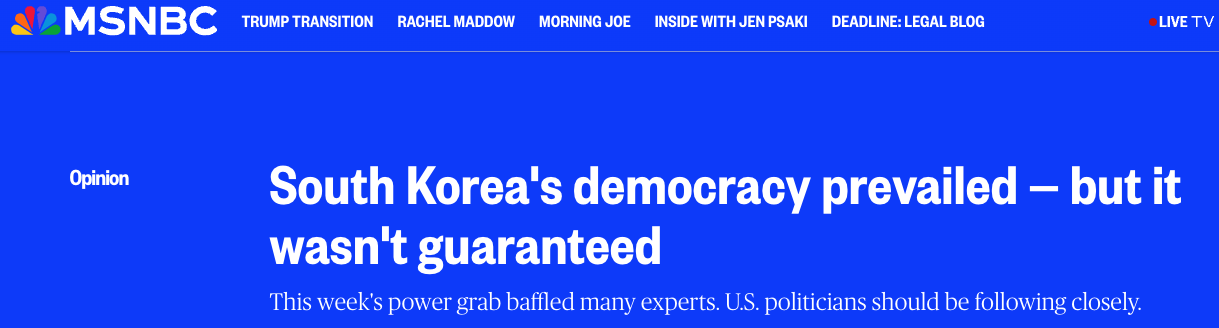 MSNBC TRUMP TRANSITION RACHEL MADDOW MORNING JOE INSIDE WITH JEN PSAKI DEADLINE: LEGAL BLOG LIVE TV
Opinion
South Korea's democracy prevailed — but it
wasn't guaranteed
This week's power grab baffled many experts. U.S. politicians should be following closely.